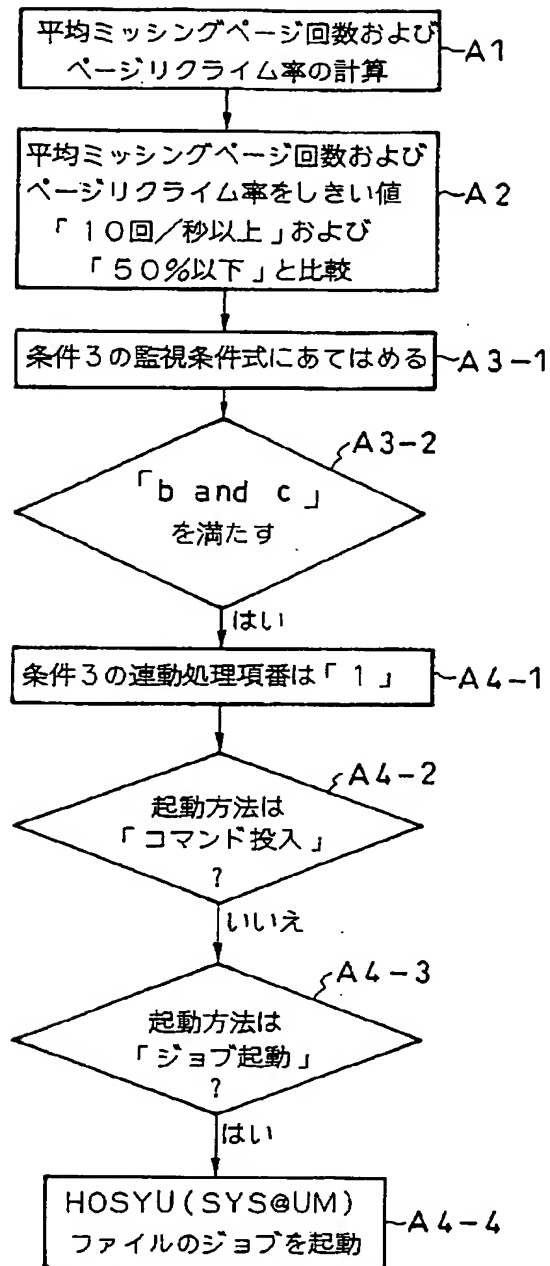 平均ミッシングページ回数および
ページリクライム率の計算
A1
平均ミッシングページ回数および
ページリクライム率をしきい値
「10回/秒以上」および
「50%以下」と比較
A2
条件3の監視条件式にあてはめる
A3-1
A3-2
「b and c」
を満たす
はい
条件3の連動処理項番は「1」
A4-1
A4-2
起動方法は
「コマンド投入」
?
いいえ
A4-3
起動方法は
「ジョブ起動」
?
はい
HOSYU(SYS@UM)
ファイルのジョブを起動
A4-4